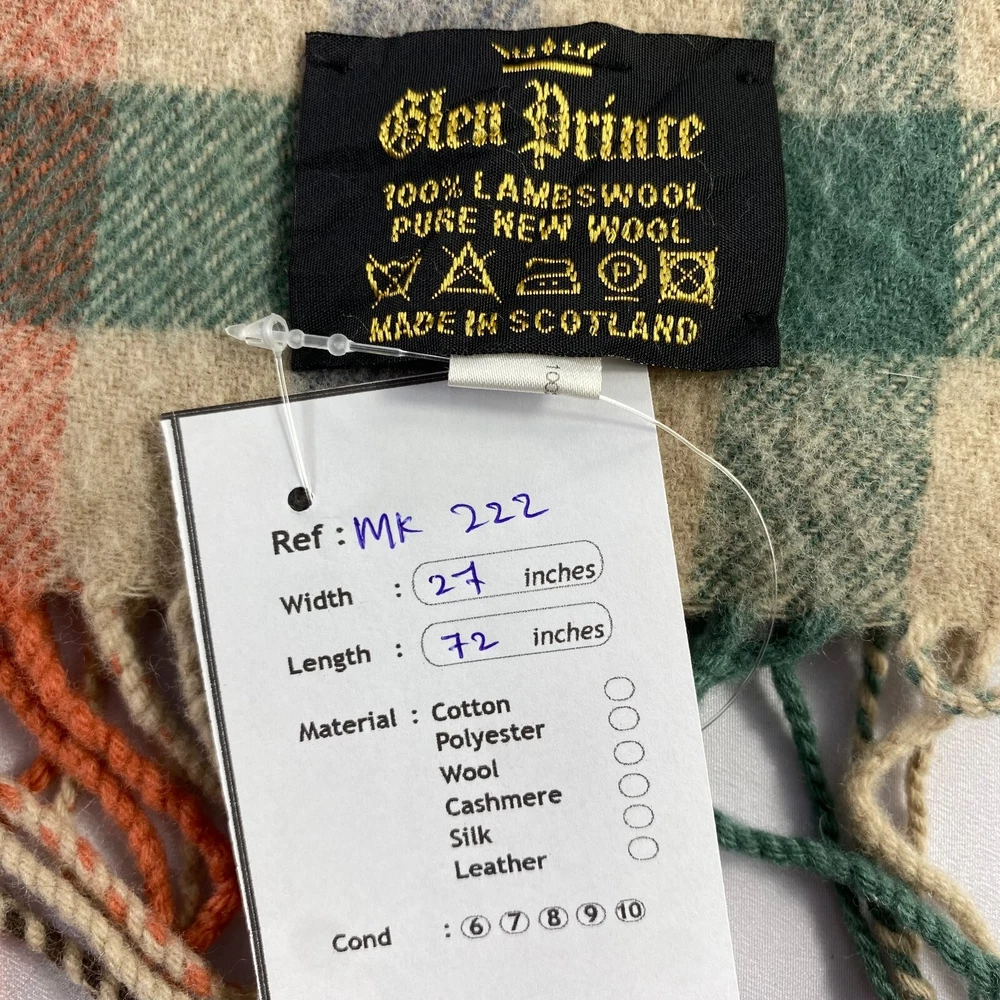 Glen Prince
100% LAMBSWOOL
PURE NEW WOOL
P
MADE IN SCOTLAND
100
Ref : MK 222
Width : 27 inches
Length : 72 inches
Material : Cotton
Polyester
Wool
Cashmere
Silk
Leather
Cond : 6 7 8 9 10